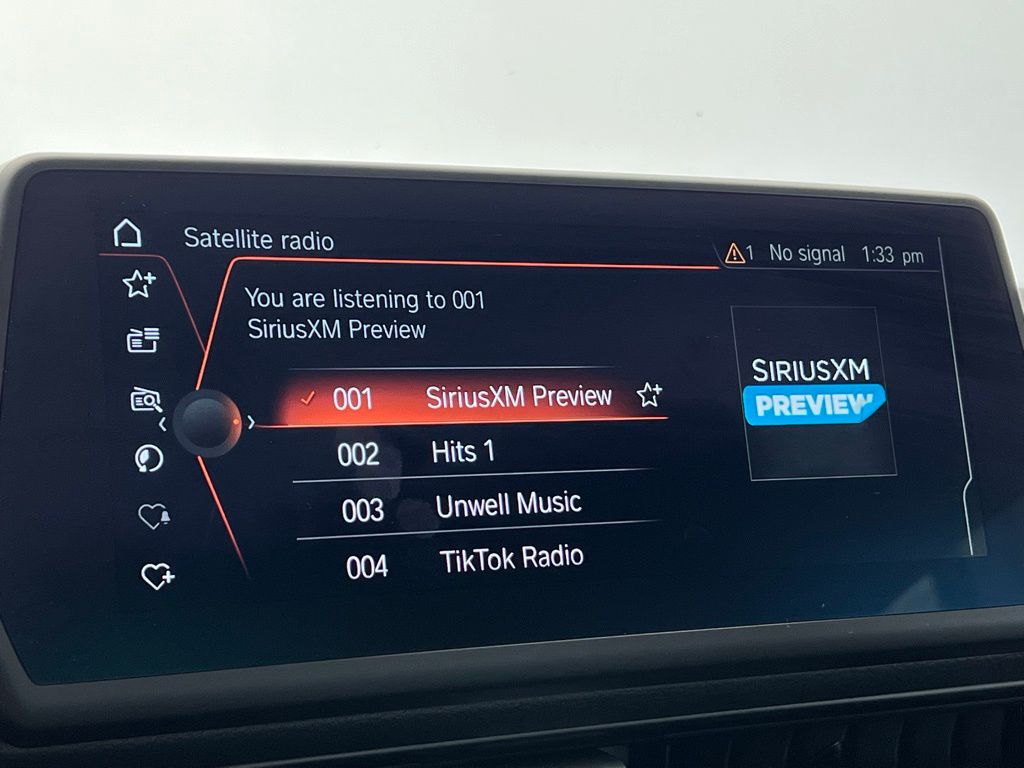 Satellite radio
1 No signal 1:33 pm
You are listening to 001
SiriusXM Preview
001 SiriusXM Preview
002 Hits 1
003 Unwell Music
004 TikTok Radio
SIRIUSXM
PREVIEW